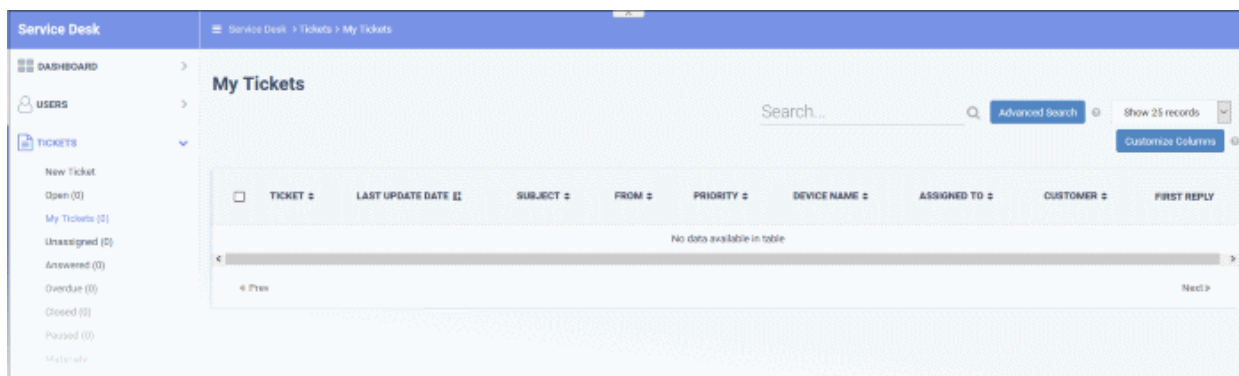 Service Desk
Service Desk > Tickets > My Tickets
DASHBOARD
USERS
TICKETS
New Ticket
Open (0)
My Tickets (0)
Unassigned (0)
Answered (0)
Overdue (0)
Closed (0)
Paused (0)
Materials
My Tickets
Search...
Advanced Search
Show 25 records
Customize Columns
TICKET LAST UPDATE DATE SUBJECT FROM PRIORITY DEVICE NAME ASSIGNED TO CUSTOMER FIRST REPLY
No data available in table
« Prev Next »